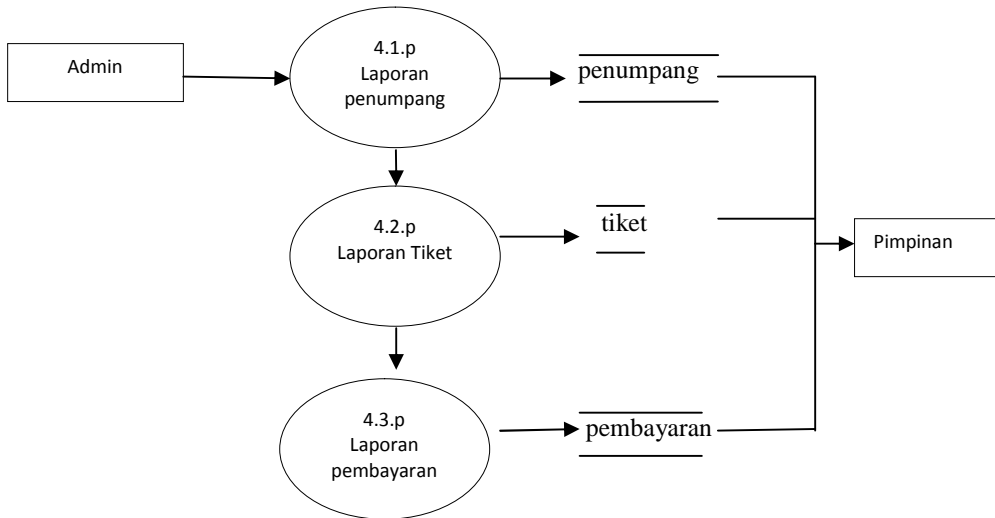 Admin
4.1.p
Laporan
penumpang
penumpang
4.2.p
Laporan Tiket
tiket
Pimpinan
4.3.p
Laporan
pembayaran
pembayaran